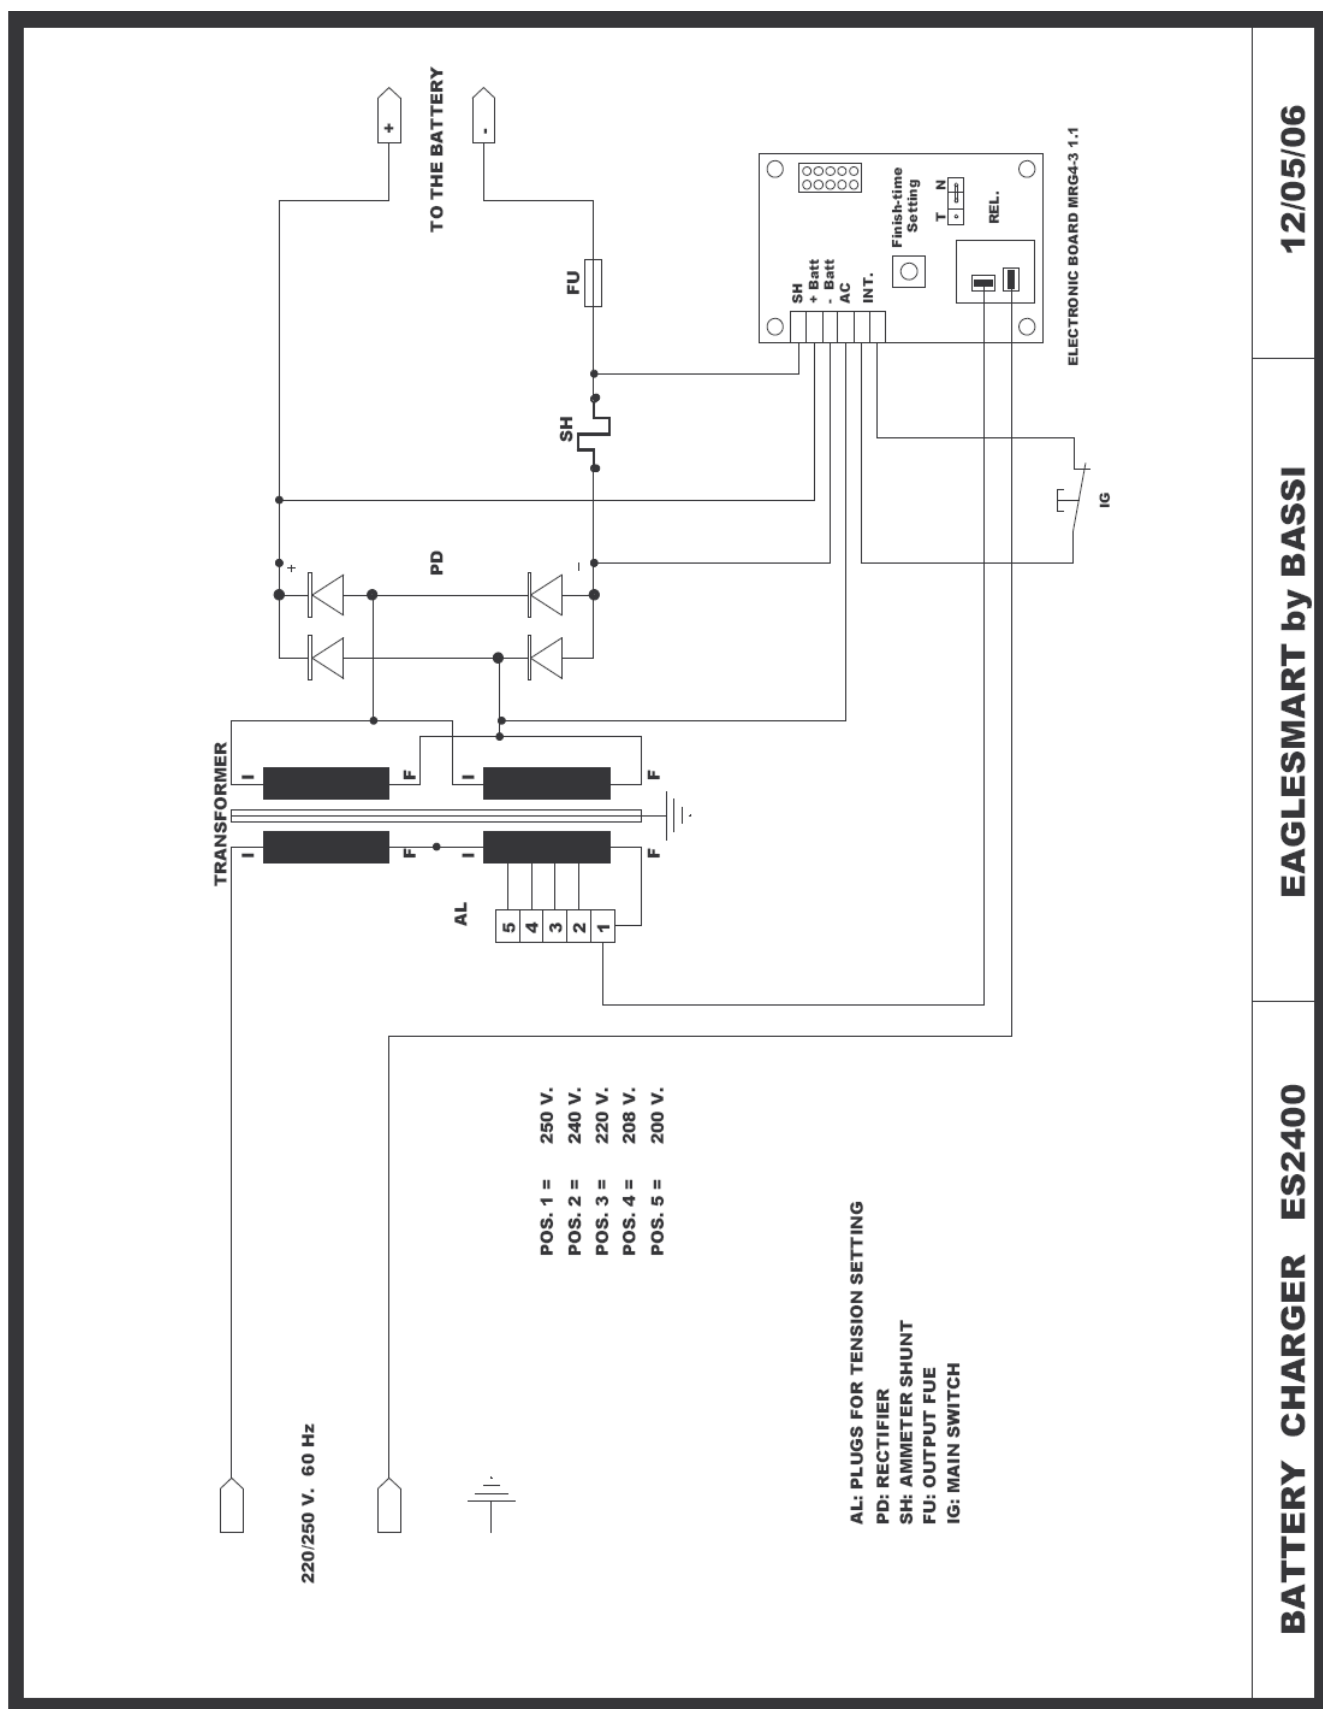 220/250 V. 60 Hz
TRANSFORMER
I
F
I
F
I
F
I
F
AL
5
4
3
2
1
PD
+
–
SH
FU
+
TO THE BATTERY
-
POS. 1 = 250 V.
POS. 2 = 240 V.
POS. 3 = 220 V.
POS. 4 = 208 V.
POS. 5 = 200 V.
SH
+ Batt
- Batt
AC
INT.
Finish-time
Setting
T N
REL.
ELECTRONIC BOARD MRG4-3 1.1
IG
AL: PLUGS FOR TENSION SETTING
PD: RECTIFIER
SH: AMMETER SHUNT
FU: OUTPUT FUE
IG: MAIN SWITCH
BATTERY CHARGER ES2400
EAGLESMART by BASSI
12/05/06